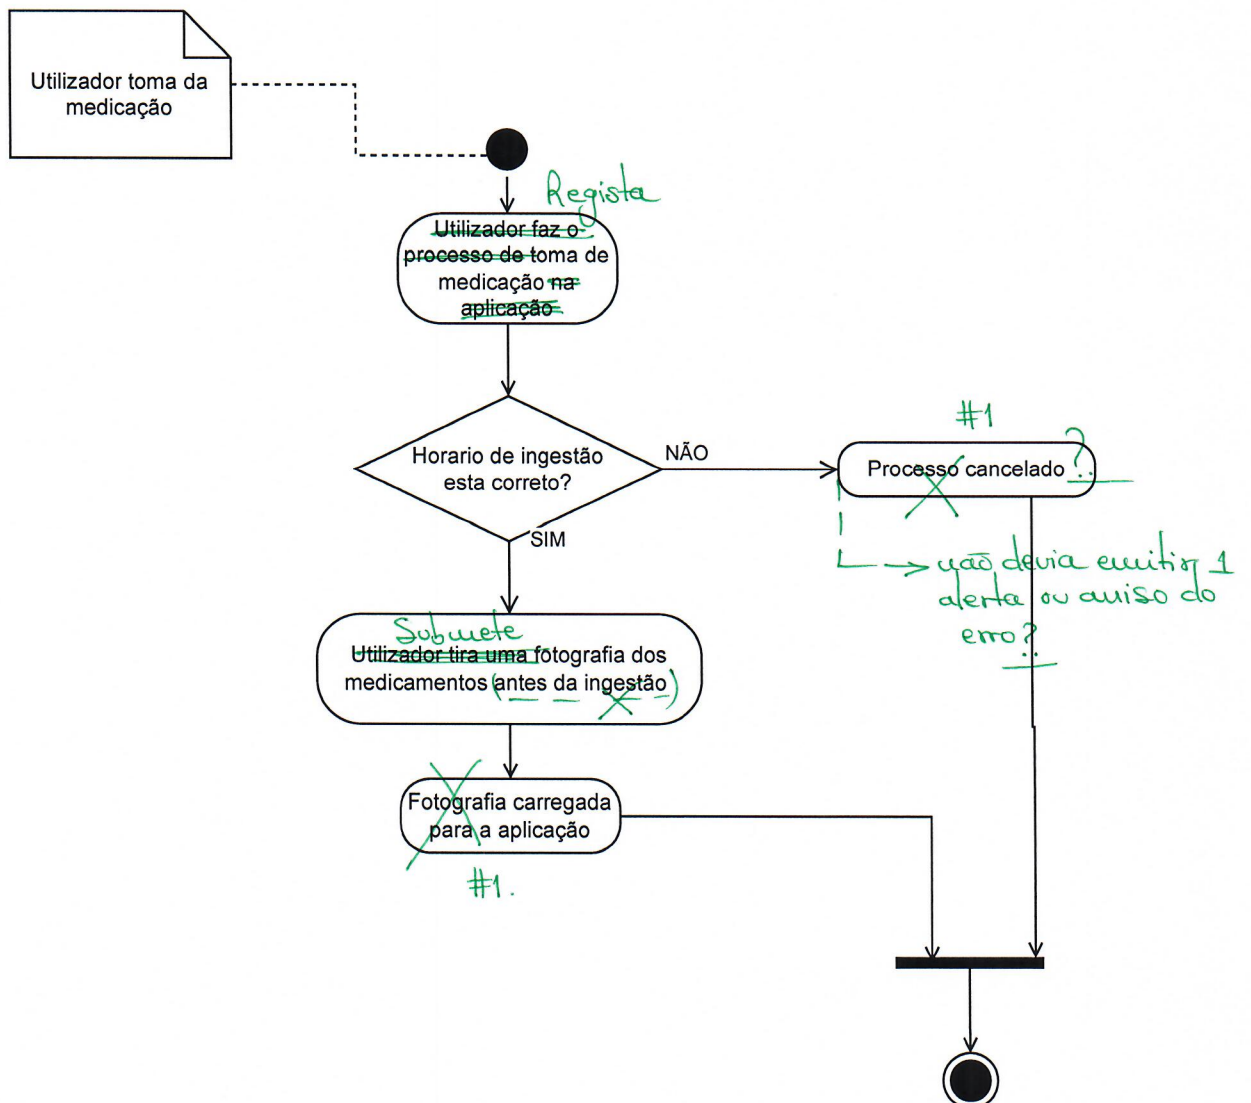 Utilizador toma da
medicação
Regista
Utilizador faz o
processo de toma de
medicação na
aplicação
Horario de ingestão
esta correto?
NÃO
#1
Processo cancelado ?
não devia emitir 1
alerta ou aviso do
erro?
SIM
Submete
Utilizador tira uma fotografia dos
medicamentos (antes da ingestão)
Fotografia carregada
para a aplicação
#1.